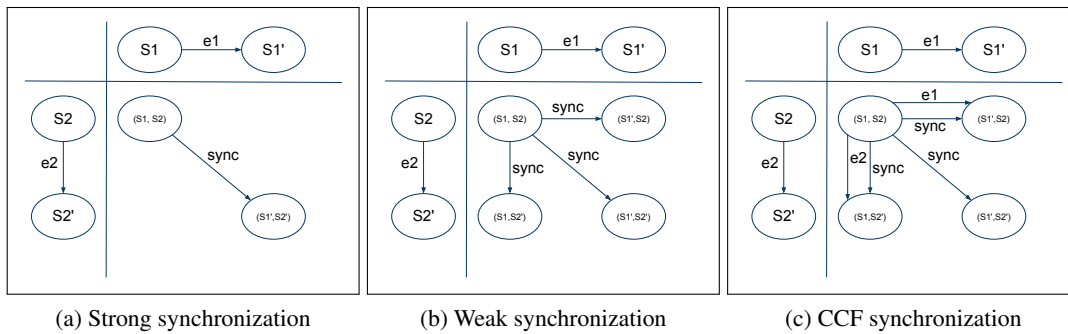 S1 e1 S1'
S2 (S1, S2)
e2 sync
S2' (S1',S2')
(a) Strong synchronization
S1 e1 S1'
S2 (S1, S2) sync (S1',S2)
e2 sync sync
S2' (S1,S2') (S1',S2')
(b) Weak synchronization
S1 e1 S1'
e1
S2 (S1, S2) sync (S1',S2)
e2 e2 sync sync
S2' (S1,S2') (S1',S2')
(c) CCF synchronization